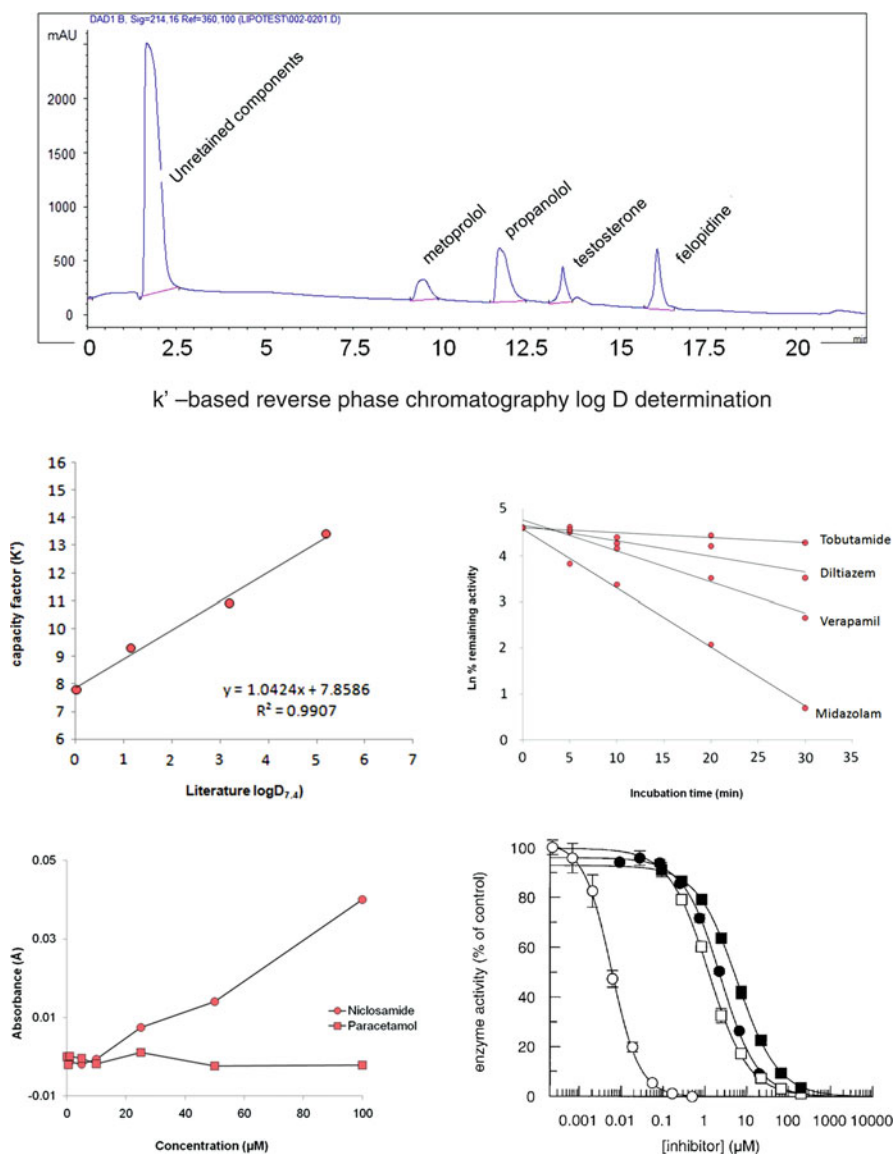 DAD1 B, Sig=214,16 Ref=360,100 (LIPOTEST\002-0201.D)
mAU
2500
2000
1500
1000
500
0
Unretained components
metoprolol
propanolol
testosterone
felopidine
0 2.5 5 7.5 10 12.5 15 17.5 20
min
k' –based reverse phase chromatography log D determination
16
15
14
13
12
11
10
9
8
7
6
capacity factor (K')
y = 1.0424x + 7.8586
R² = 0.9907
0 1 2 3 4 5 6 7
Literature logD7.4)
5
4
3
2
1
0
Ln % remaining activity
Tobutamide
Diltiazem
Verapamil
Midazolam
0 5 10 15 20 25 30 35
Incubation time (min)
0.05
0.03
0.01
-0.01
Absorbance (Å)
Niclosamide
Paracetamol
0 20 40 60 80 100
Concentration (µM)
100
80
60
40
20
0
enzyme activity (% of control)
0.001 0.01 0.1 1 10 100 1000 10000
[inhibitor] (µM)